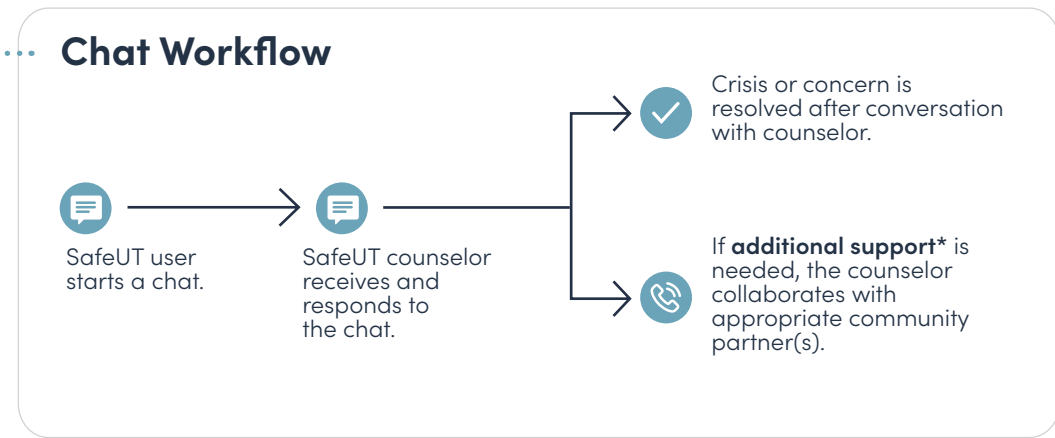 Chat Workflow
SafeUT user
starts a chat.
SafeUT counselor
receives and
responds to
the chat.
Crisis or concern is
resolved after conversation
with counselor.
If additional support* is
needed, the counselor
collaborates with
appropriate community
partner(s).